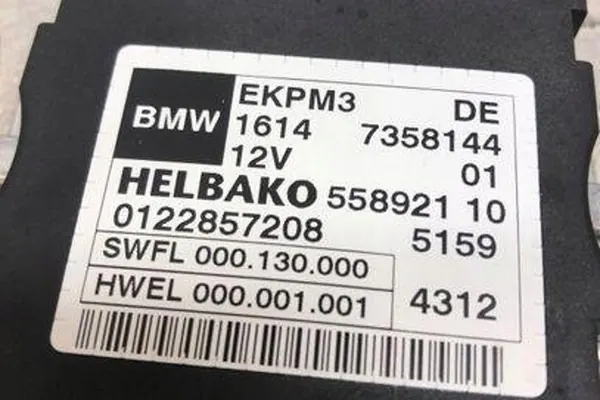 BMW
EKPM3 DE
1614 7358144
12V 01
HELBAKO 558921 10
0122857208 5159
SWFL 000.130.000
HWEL 000.001.001 4312